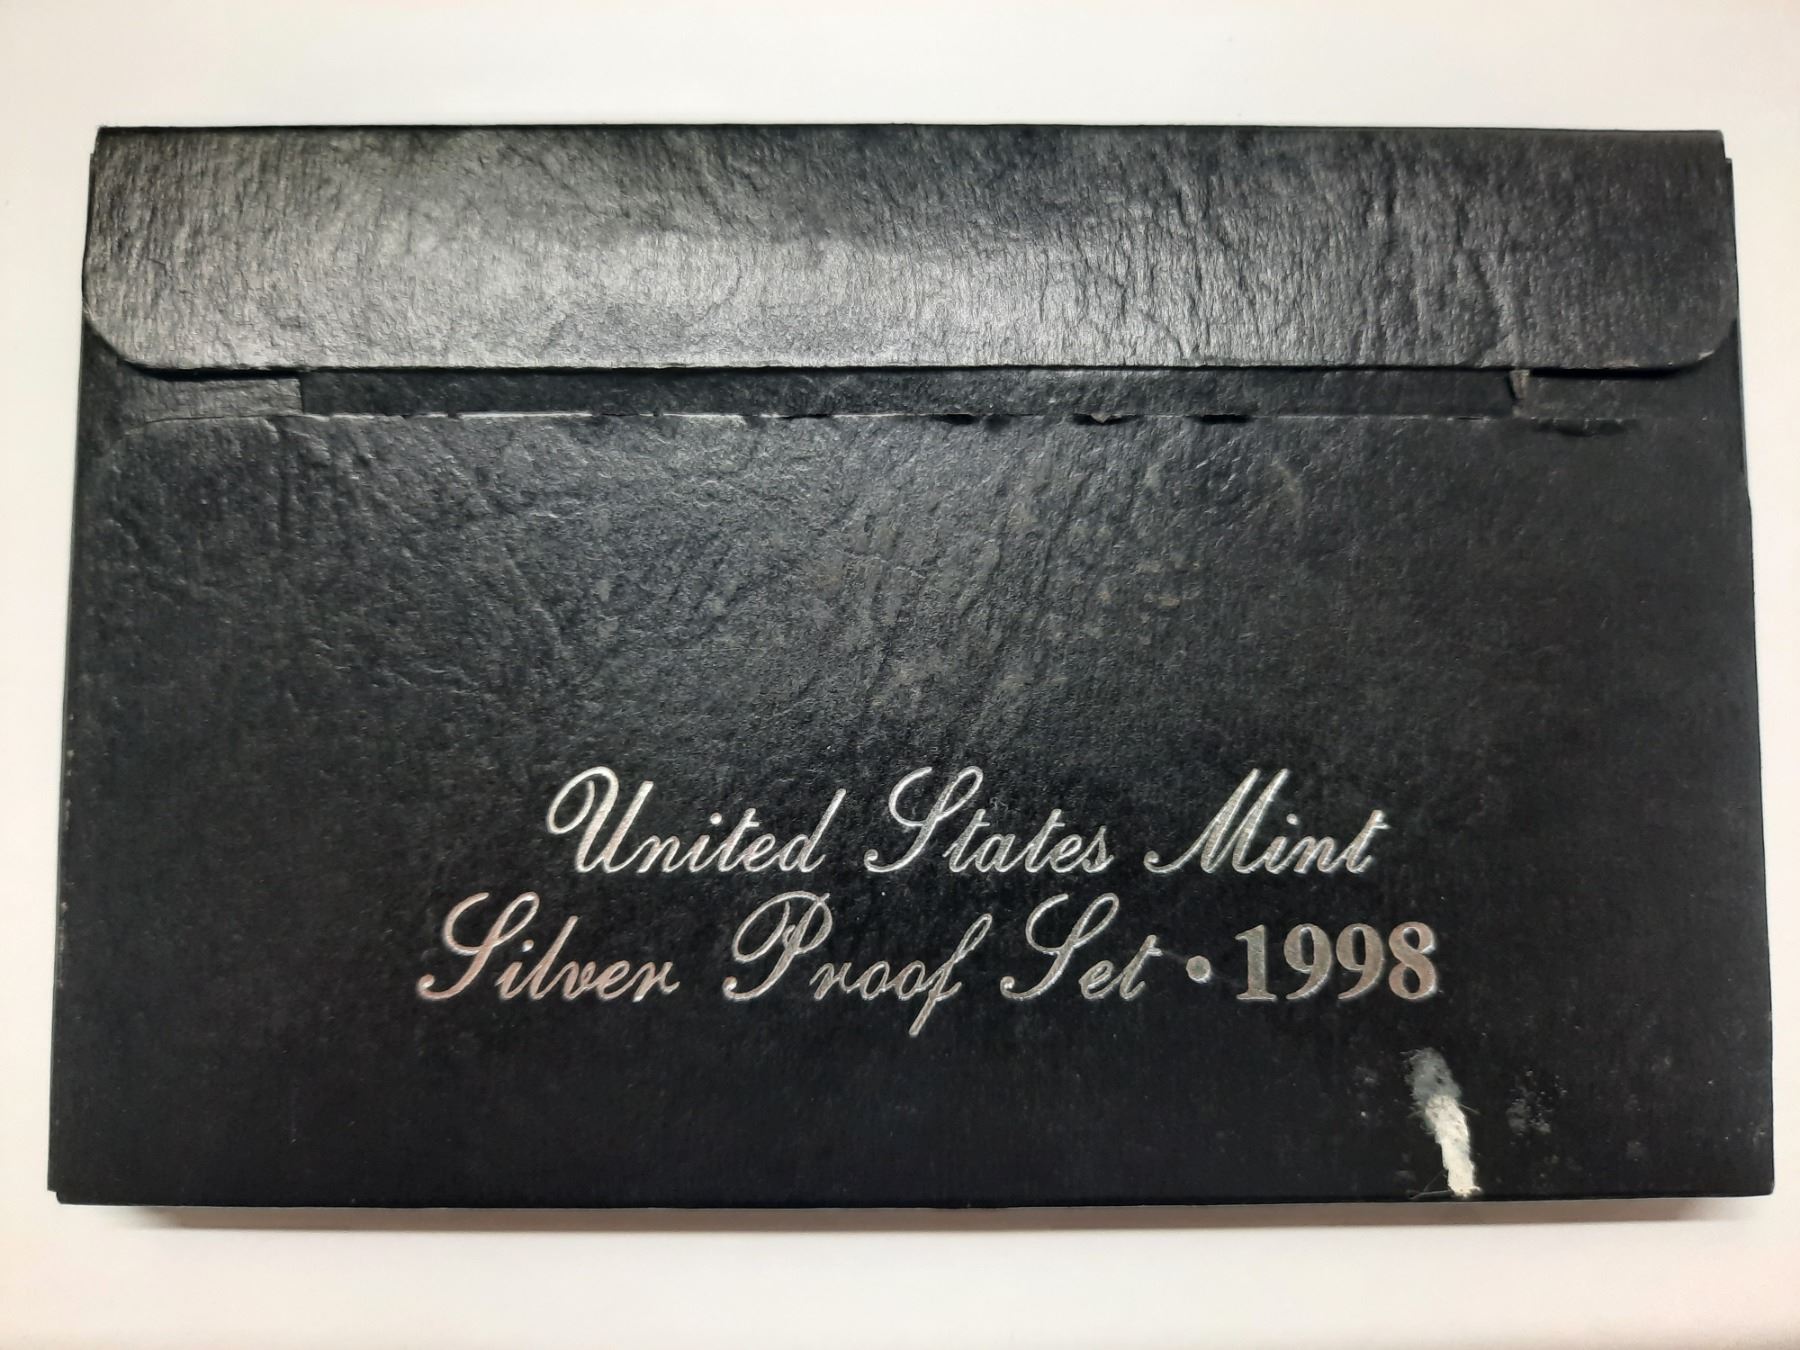 United States Mint
Silver Proof Set • 1998